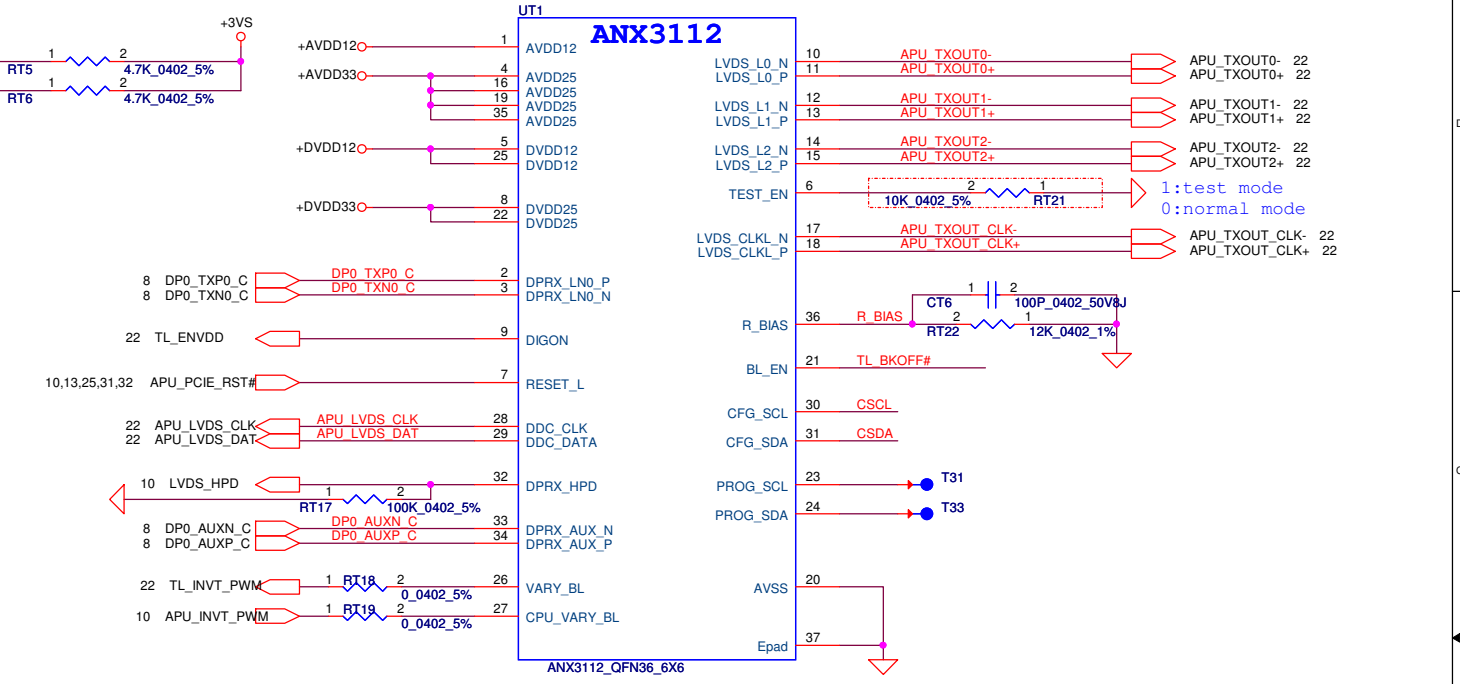 +3VS
1 2
RT5 4.7K_0402_5%
1 2
RT6 4.7K_0402_5%
UT1
ANX3112
+AVDD12 1 AVDD12
+AVDD33 4 AVDD25
16 AVDD25
19 AVDD25
35 AVDD25
+DVDD12 5 DVDD12
25 DVDD12
+DVDD33 8 DVDD25
22 DVDD25
8 DP0_TXP0_C DP0_TXP0_C 2 DPRX_LN0_P
8 DP0_TXN0_C DP0_TXN0_C 3 DPRX_LN0_N
22 TL_ENVDD 9 DIGON
10,13,25,31,32 APU_PCIE_RST# 7 RESET_L
22 APU_LVDS_CLK APU_LVDS_CLK 28 DDC_CLK
22 APU_LVDS_DAT APU_LVDS_DAT 29 DDC_DATA
10 LVDS_HPD 32 DPRX_HPD
1 2
RT17 100K_0402_5%
8 DP0_AUXN_C DP0_AUXN_C 33 DPRX_AUX_N
8 DP0_AUXP_C DP0_AUXP_C 34 DPRX_AUX_P
22 TL_INVT_PWM 1 RT18 2 26 VARY_BL
0_0402_5%
10 APU_INVT_PWM 1 RT19 2 27 CPU_VARY_BL
0_0402_5%
LVDS_L0_N 10 APU_TXOUT0- APU_TXOUT0- 22
LVDS_L0_P 11 APU_TXOUT0+ APU_TXOUT0+ 22
LVDS_L1_N 12 APU_TXOUT1- APU_TXOUT1- 22
LVDS_L1_P 13 APU_TXOUT1+ APU_TXOUT1+ 22
LVDS_L2_N 14 APU_TXOUT2- APU_TXOUT2- 22
LVDS_L2_P 15 APU_TXOUT2+ APU_TXOUT2+ 22
TEST_EN 6 2 1 1:test mode
10K_0402_5% RT21 0:normal mode
LVDS_CLKL_N 17 APU_TXOUT_CLK- APU_TXOUT_CLK- 22
LVDS_CLKL_P 18 APU_TXOUT_CLK+ APU_TXOUT_CLK+ 22
1 2
CT6 100P_0402_50V8J
R_BIAS 36 R_BIAS 2 1
RT22 12K_0402_1%
BL_EN 21 TL_BKOFF#
CFG_SCL 30 CSCL
CFG_SDA 31 CSDA
PROG_SCL 23 T31
PROG_SDA 24 T33
AVSS 20
Epad 37
ANX3112_QFN36_6X6